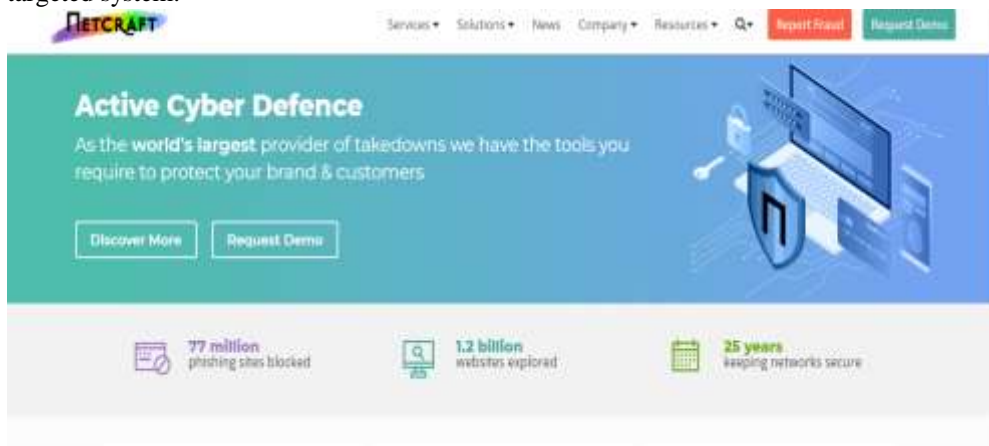 targeted system.
NETCRAFT
Services Solutions News Company Resources Report Fraud Request Demo
Active Cyber Defence
As the world's largest provider of takedowns we have the tools you
require to protect your brand & customers
Discover More Request Demo
77 million
phishing sites blocked
1.2 billion
websites explored
25 years
keeping networks secure